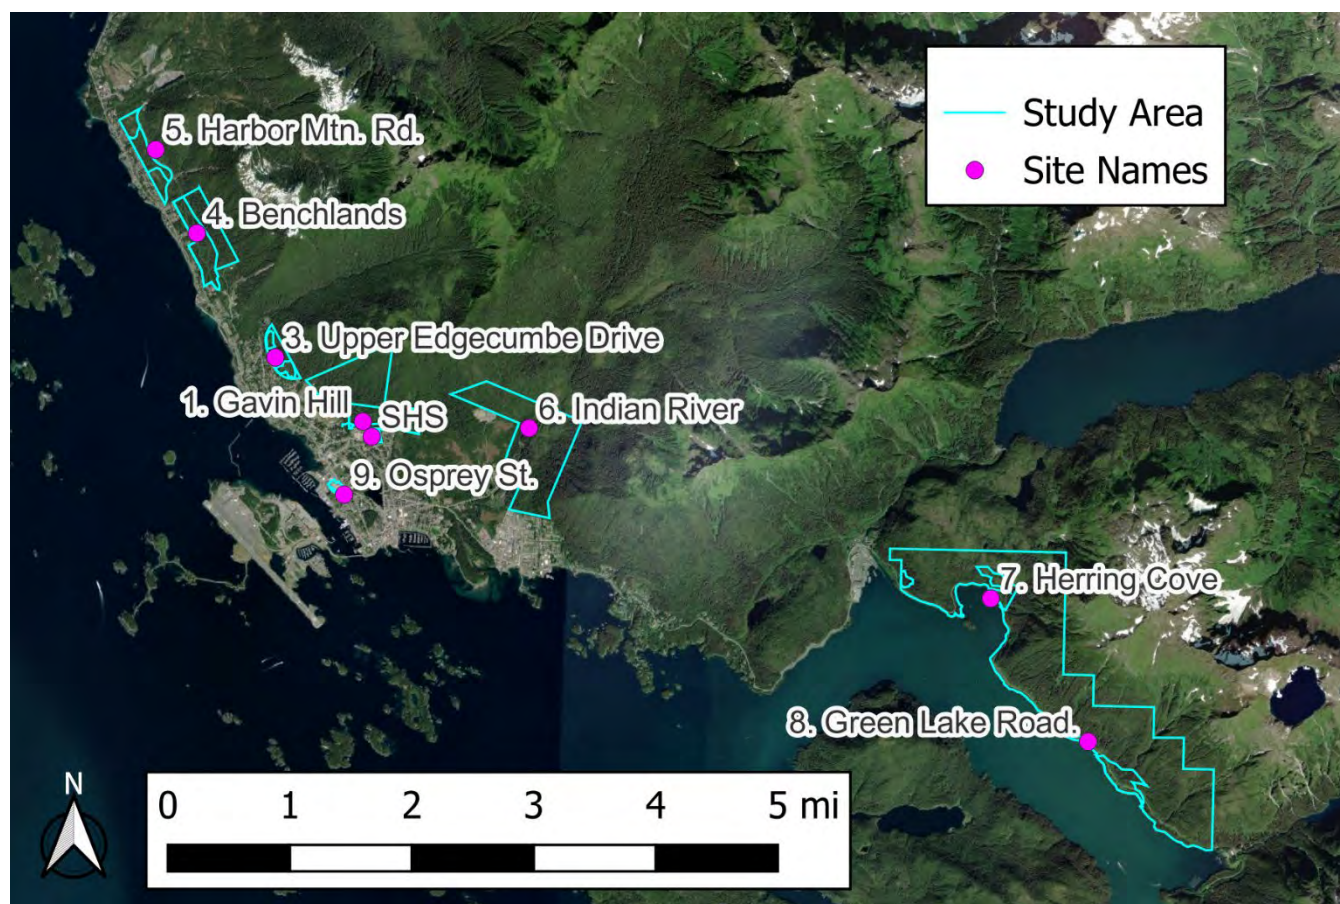 Study Area
Site Names
5. Harbor Mtn. Rd.
4. Benchlands
3. Upper Edgecumbe Drive
1. Gavin Hill
SHS
6. Indian River
9. Osprey St.
7. Herring Cove
8. Green Lake Road.
N
0 1 2 3 4 5 mi